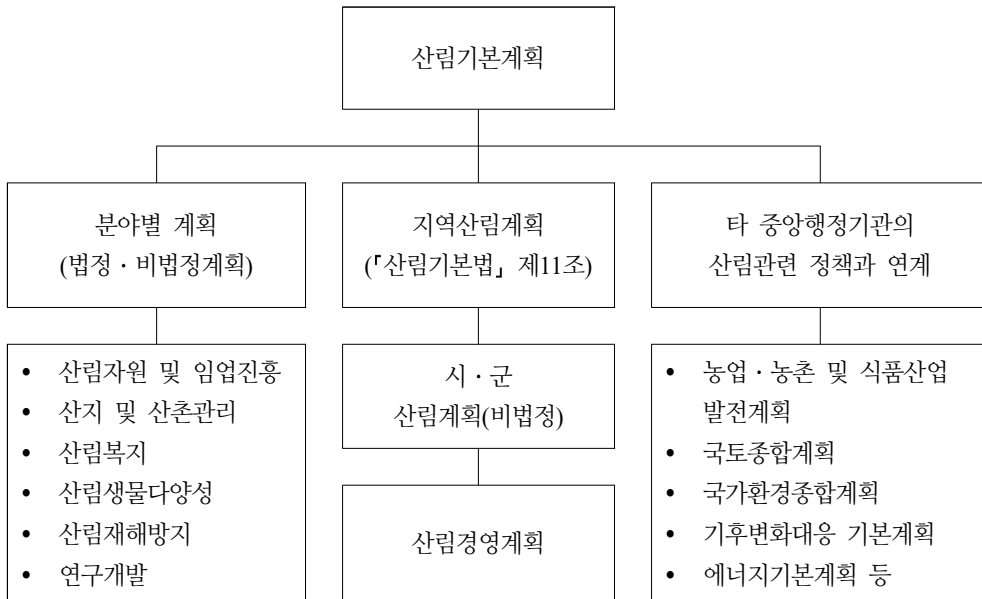 산림기본계획
분야별 계획
(법정 · 비법정계획)
지역산림계획
(「산림기본법」 제11조)
타 중앙행정기관의
산림관련 정책과 연계
• 산림자원 및 임업진흥
• 산지 및 산촌관리
• 산림복지
• 산림생물다양성
• 산림재해방지
• 연구개발
시 · 군
산림계획(비법정)
산림경영계획
• 농업 · 농촌 및 식품산업
발전계획
• 국토종합계획
• 국가환경종합계획
• 기후변화대응 기본계획
• 에너지기본계획 등